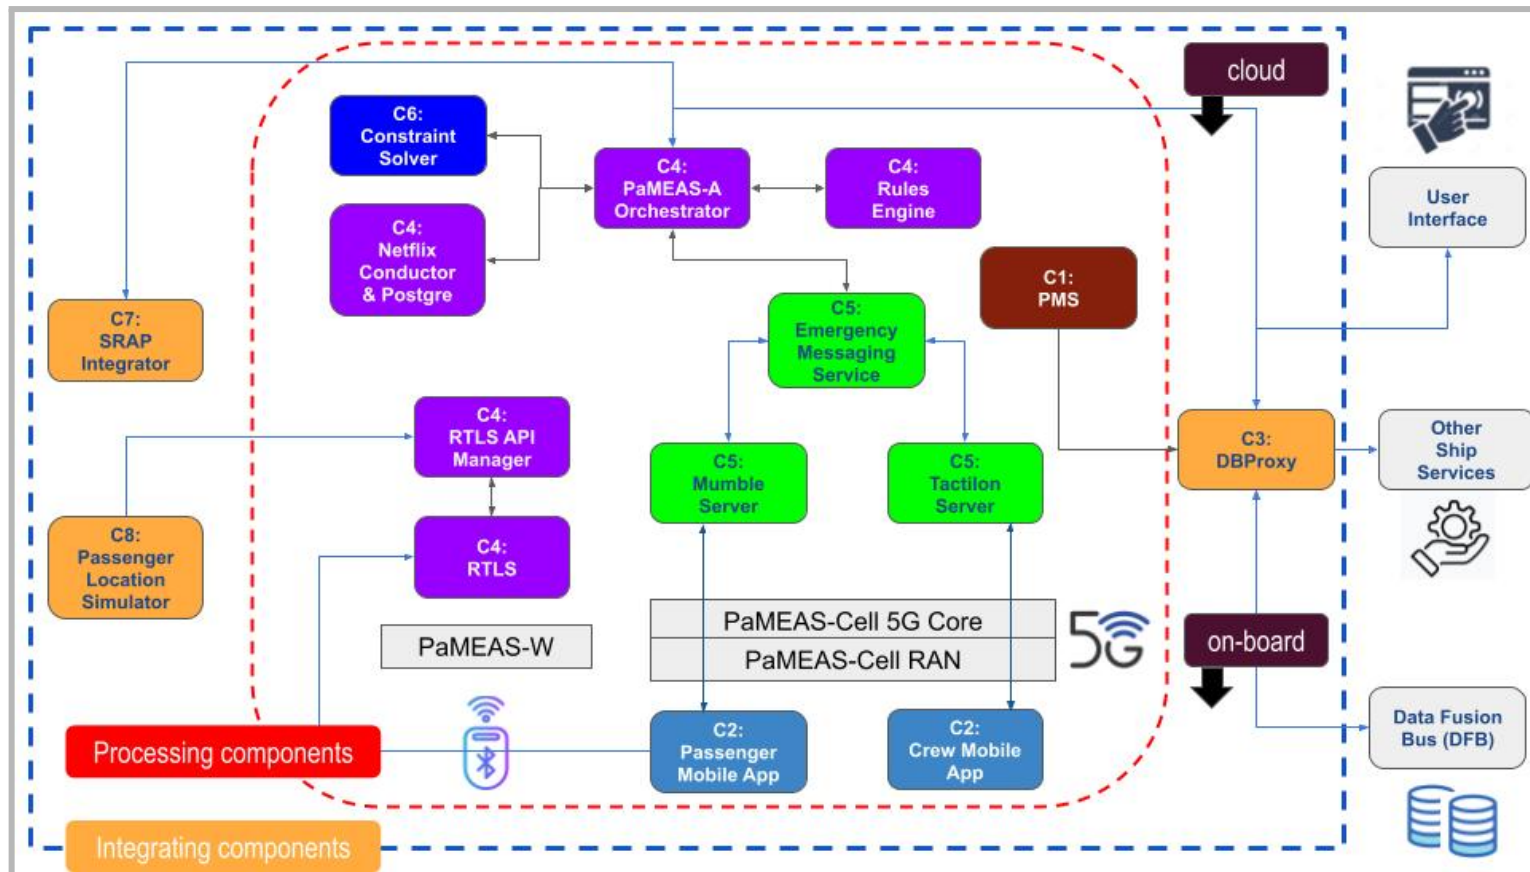 cloud
C6:
Constraint
Solver
C4:
PaMEAS-A
Orchestrator
C4:
Rules
Engine
User
Interface
C4:
Netflix
Conductor
& Postgre
C1:
PMS
C7:
SRAP
Integrator
C5:
Emergency
Messaging
Service
C4:
RTLS API
Manager
C5:
Mumble
Server
C5:
Tactilon
Server
C3:
DBProxy
Other
Ship
Services
C8:
Passenger
Location
Simulator
C4:
RTLS
PaMEAS-W
PaMEAS-Cell 5G Core
PaMEAS-Cell RAN
5G
on-board
Processing components
C2:
Passenger
Mobile App
C2:
Crew Mobile
App
Data Fusion
Bus (DFB)
Integrating components